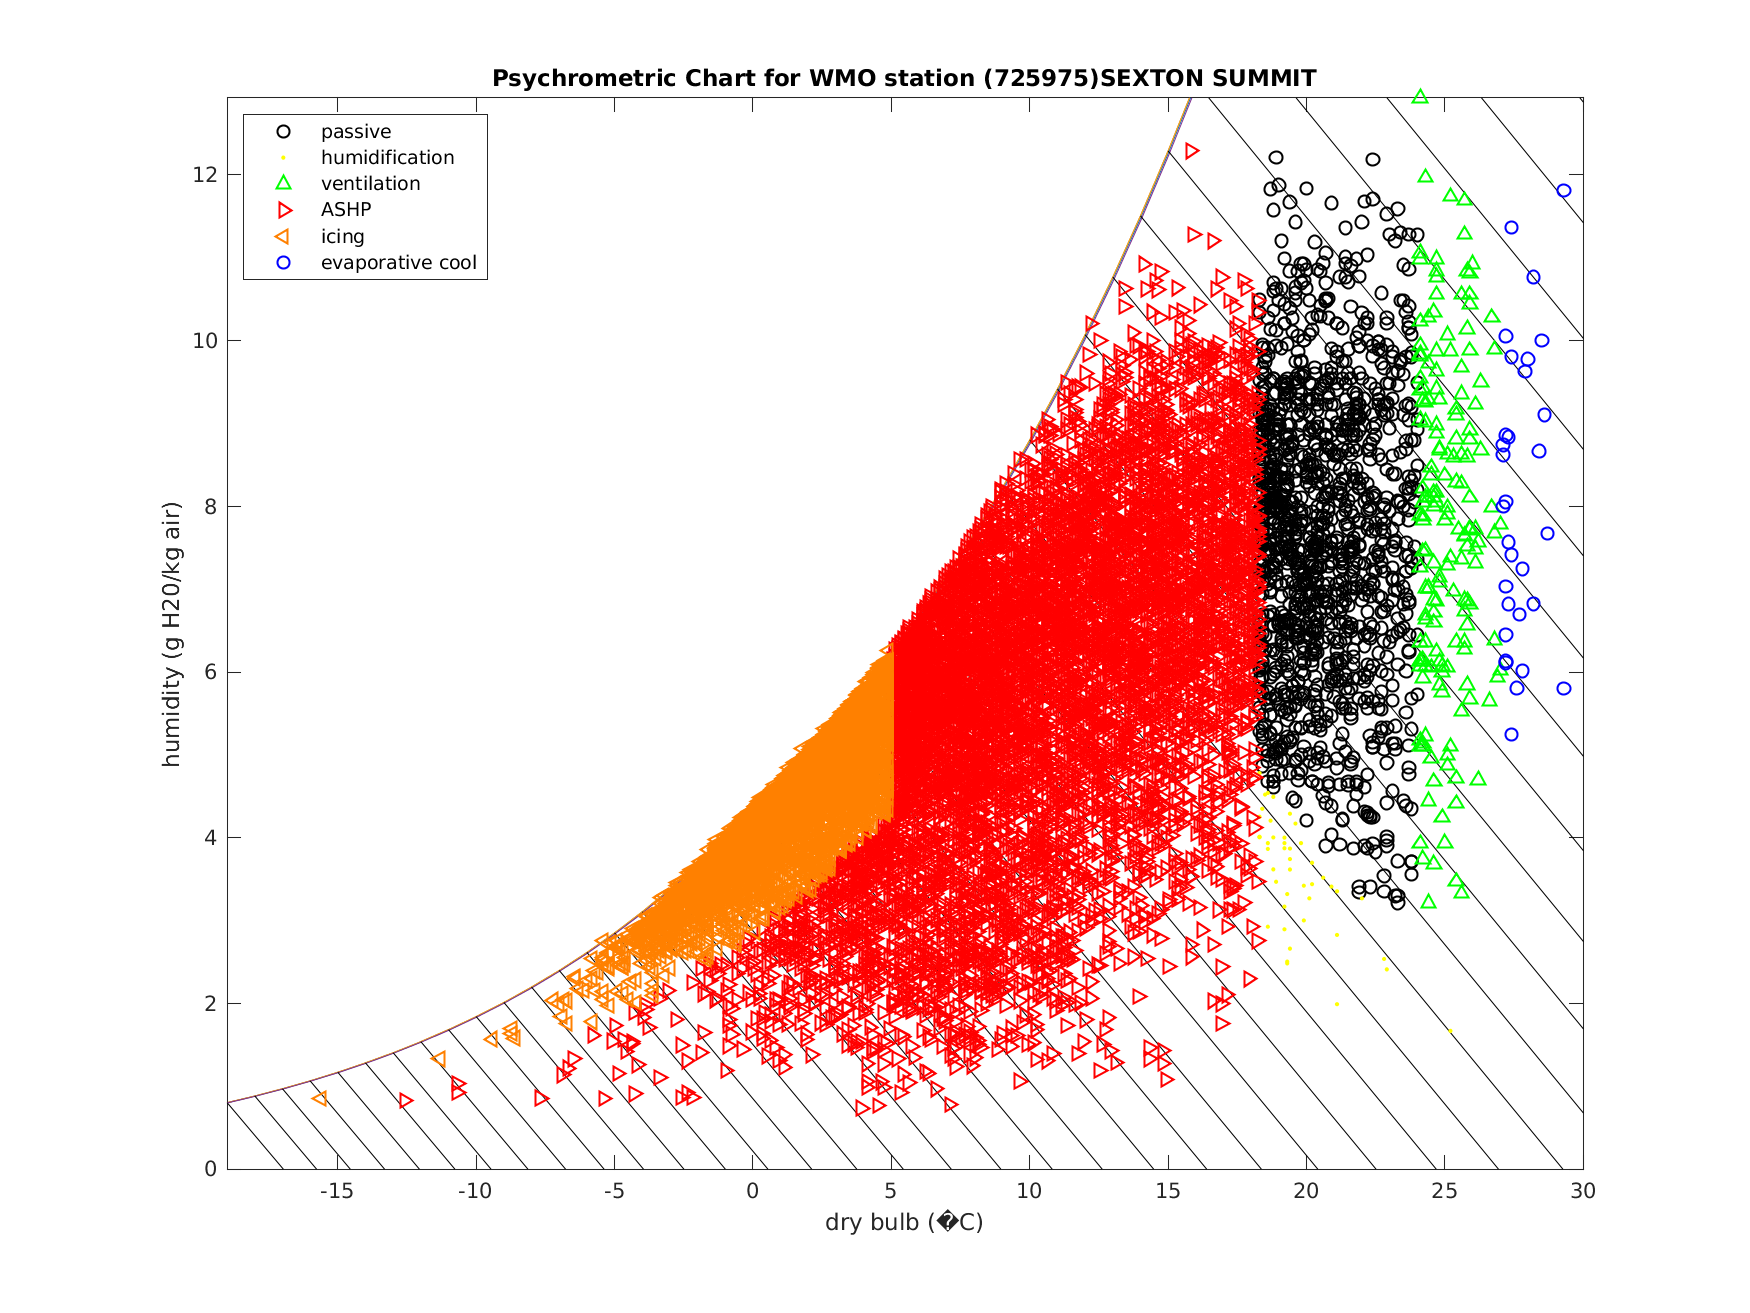 Psychrometric Chart for WMO station (725975)SEXTON SUMMIT
passive
humidification
ventilation
ASHP
icing
evaporative cool
humidity (g H20/kg air)
12
10
8
6
4
2
0
-15 -10 -5 0 5 10 15 20 25 30
dry bulb (�C)